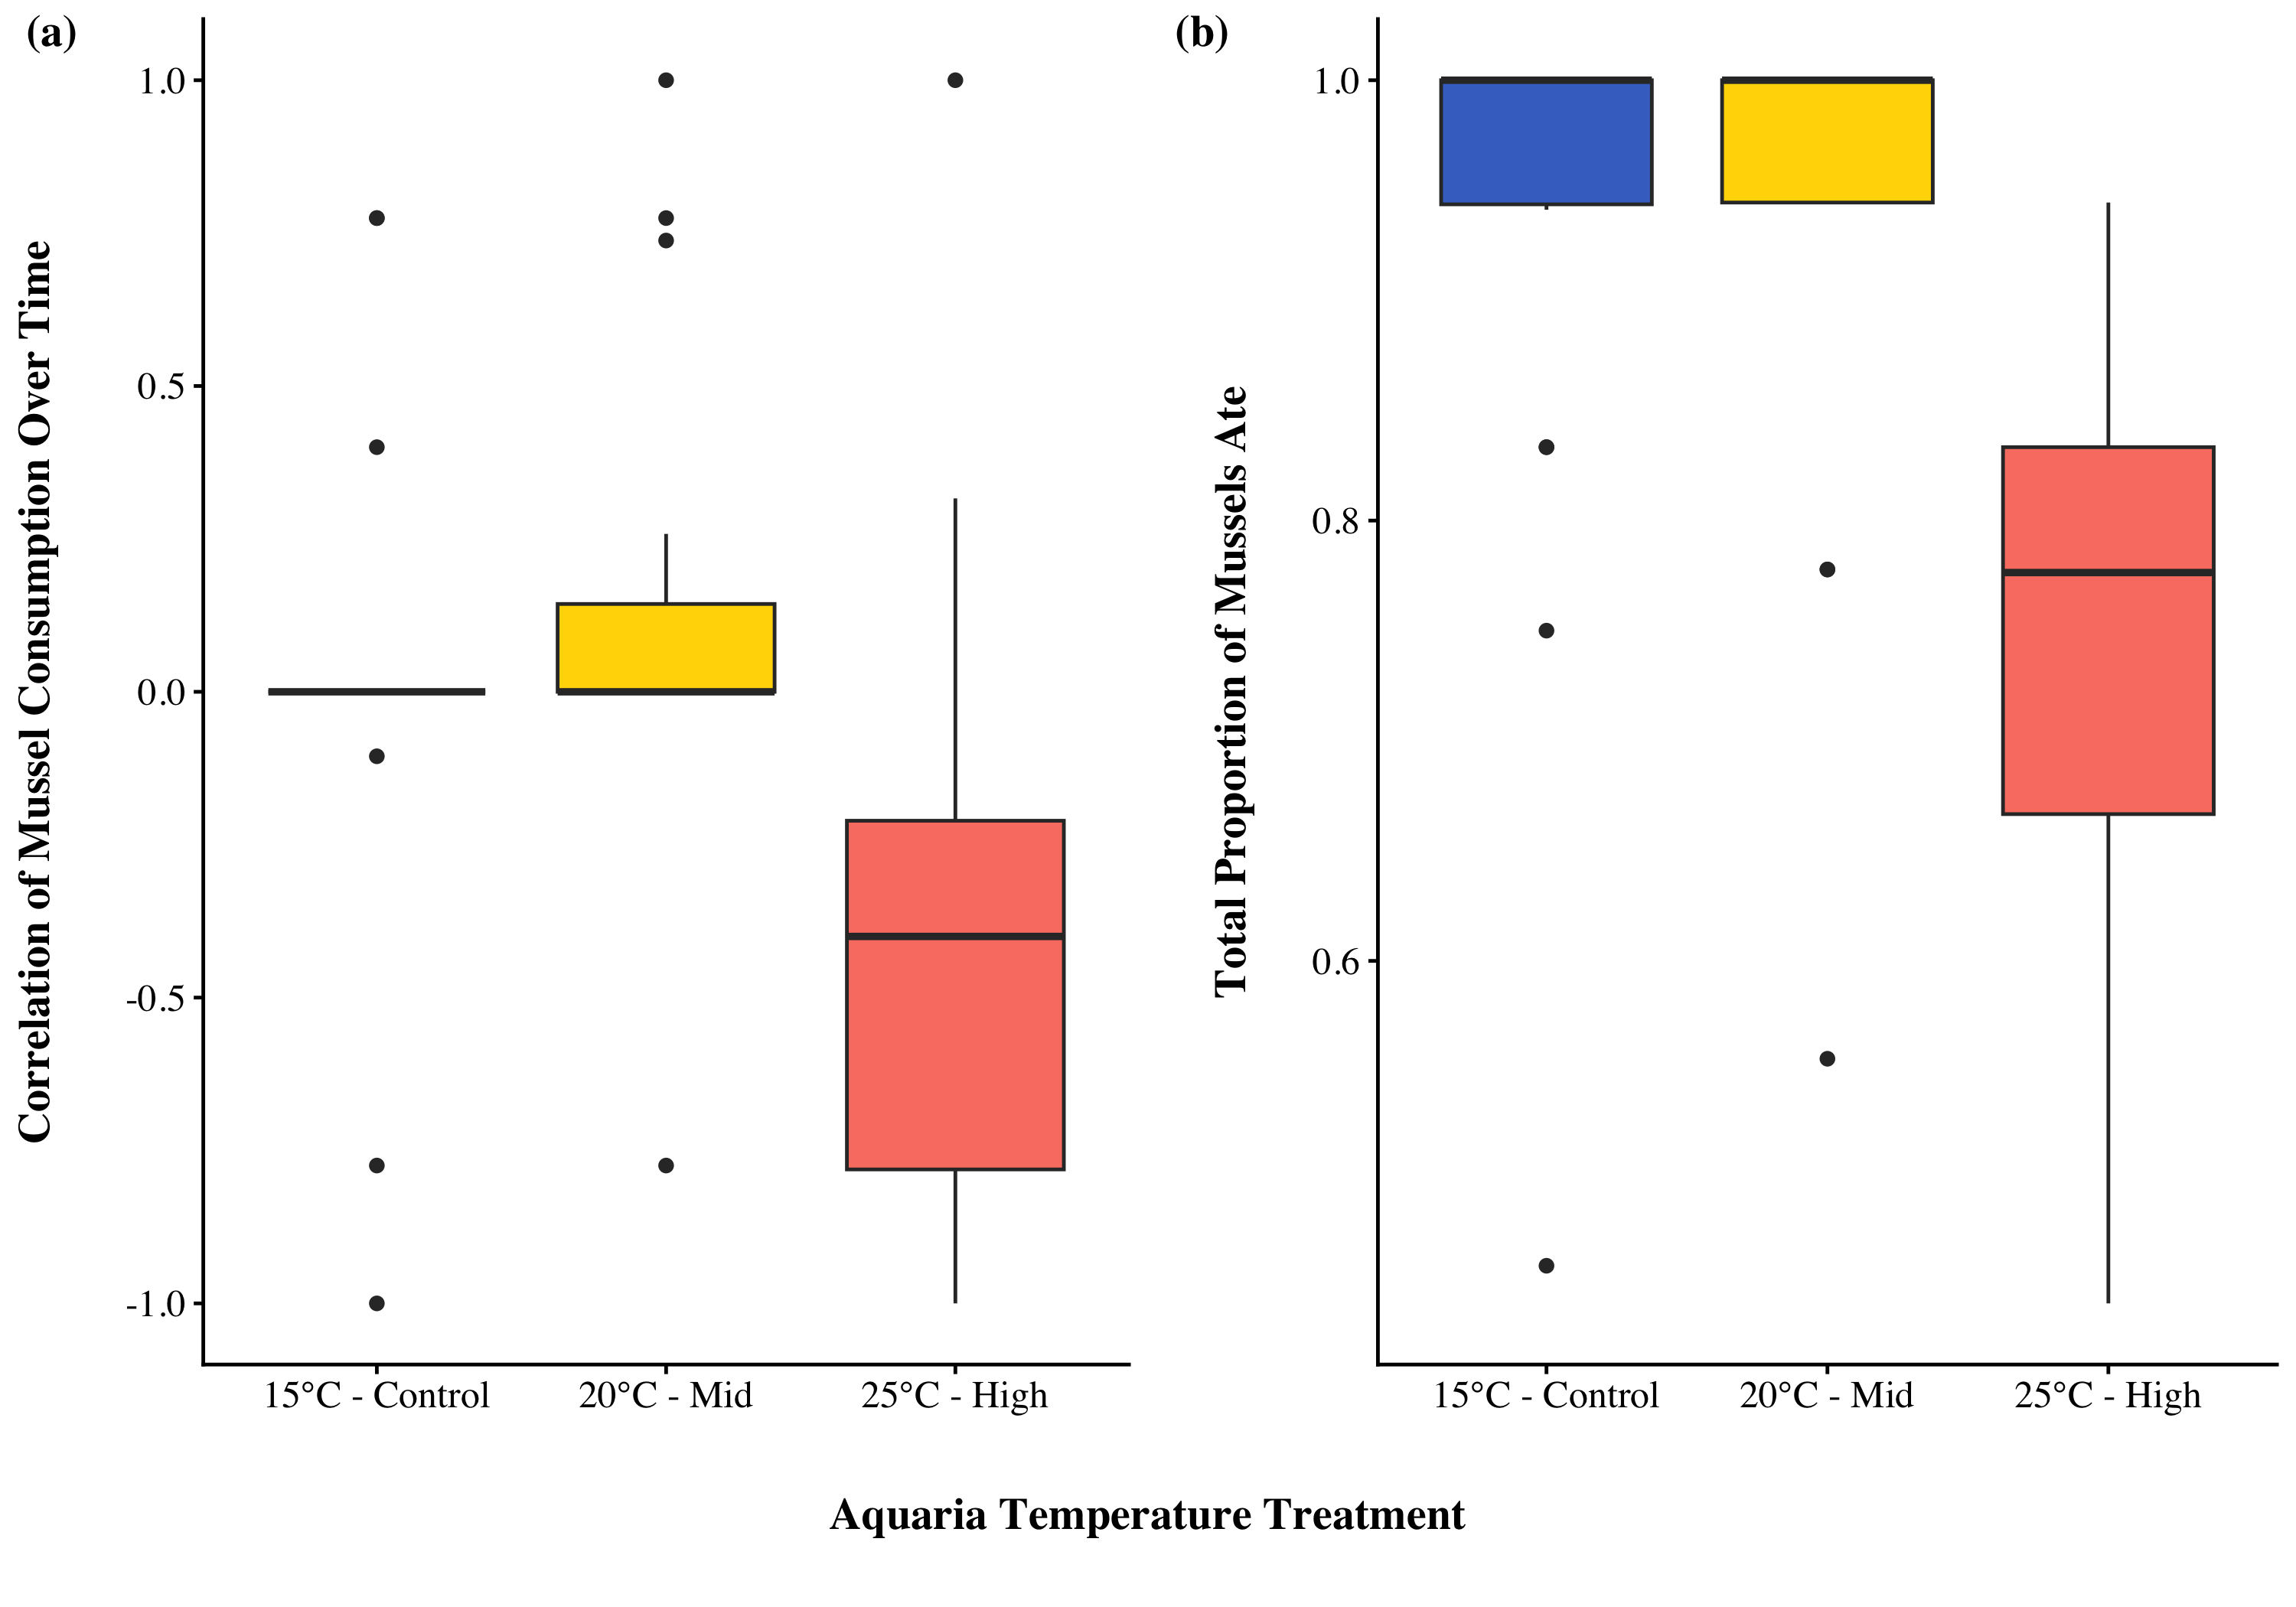 (a)
Correlation of Mussel Consumption Over Time
1.0
0.5
0.0
-0.5
-1.0
15°C - Control
20°C - Mid
25°C - High
(b)
Total Proportion of Mussels Ate
1.0
0.8
0.6
15°C - Control
20°C - Mid
25°C - High
Aquaria Temperature Treatment